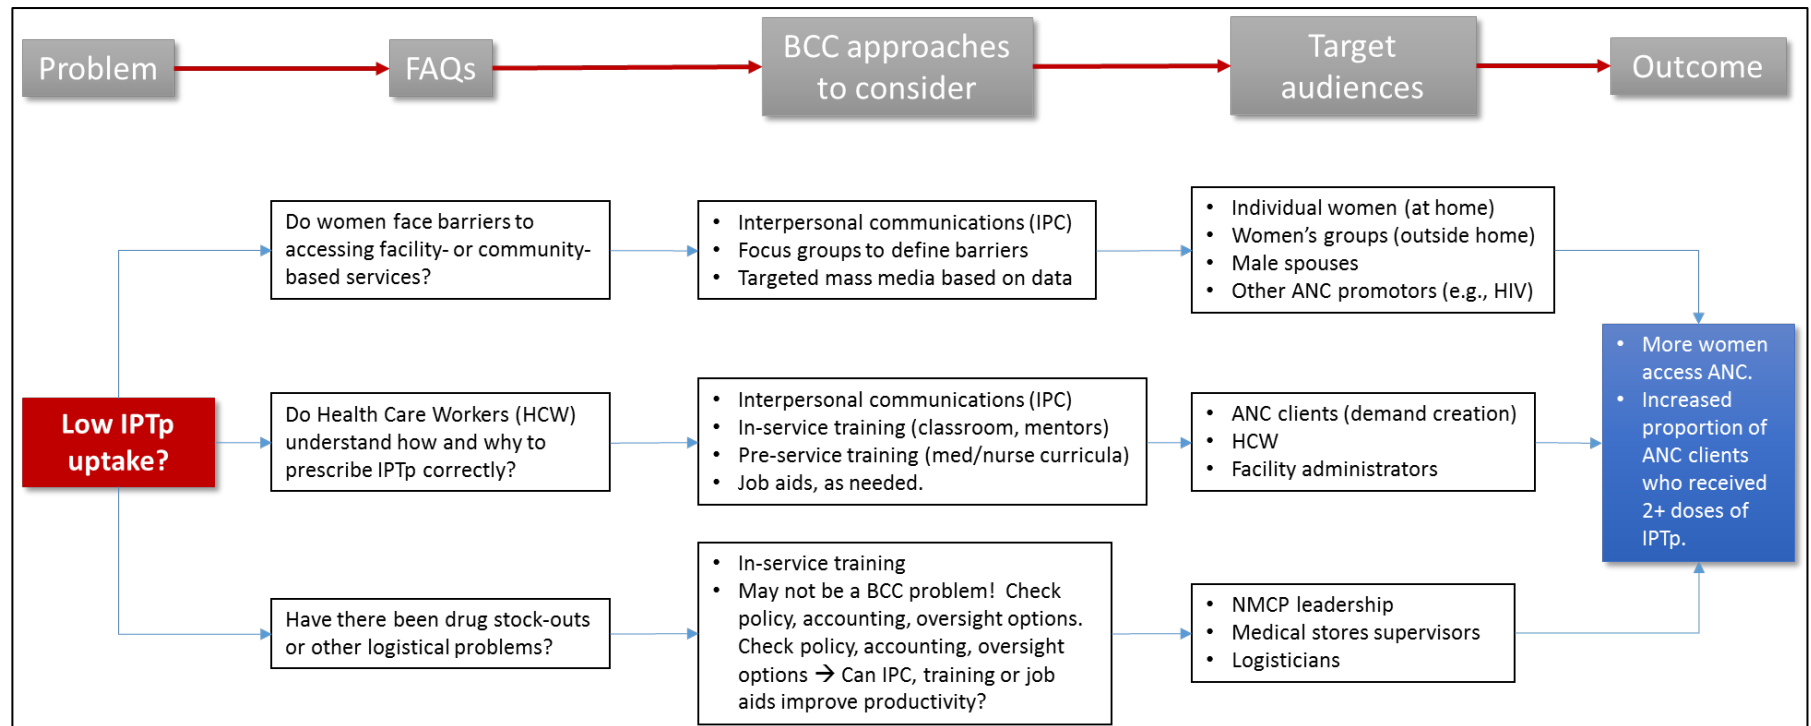 Problem
FAQs
BCC approaches
to consider
Target
audiences
Outcome
Low IPTp
uptake?
Do women face barriers to
accessing facility- or community-
based services?
• Interpersonal communications (IPC)
• Focus groups to define barriers
• Targeted mass media based on data
• Individual women (at home)
• Women's groups (outside home)
• Male spouses
• Other ANC promotors (e.g., HIV)
Do Health Care Workers (HCW)
understand how and why to
prescribe IPTp correctly?
• Interpersonal communications (IPC)
• In-service training (classroom, mentors)
• Pre-service training (med/nurse curricula)
• Job aids, as needed.
• ANC clients (demand creation)
• HCW
• Facility administrators
Have there been drug stock-outs
or other logistical problems?
• In-service training
• May not be a BCC problem! Check
policy, accounting, oversight options.
Check policy, accounting, oversight
options → Can IPC, training or job
aids improve productivity?
• NMCP leadership
• Medical stores supervisors
• Logisticians
• More women
access ANC.
• Increased
proportion of
ANC clients
who received
2+ doses of
IPTp.